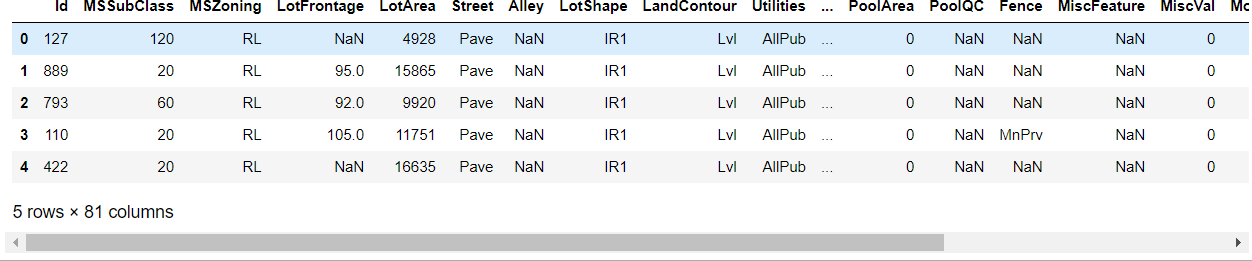 Id MSSubClass MSZoning LotFrontage LotArea Street Alley LotShape LandContour Utilities ... PoolArea PoolQC Fence MiscFeature MiscVal
0 127 120 RL NaN 4928 Pave NaN IR1 Lvl AllPub ... 0 NaN NaN NaN 0
1 889 20 RL 95.0 15865 Pave NaN IR1 Lvl AllPub ... 0 NaN NaN NaN 0
2 793 60 RL 92.0 9920 Pave NaN IR1 Lvl AllPub ... 0 NaN NaN NaN 0
3 110 20 RL 105.0 11751 Pave NaN IR1 Lvl AllPub ... 0 NaN MnPrv NaN 0
4 422 20 RL NaN 16635 Pave NaN IR1 Lvl AllPub ... 0 NaN NaN NaN 0
5 rows × 81 columns